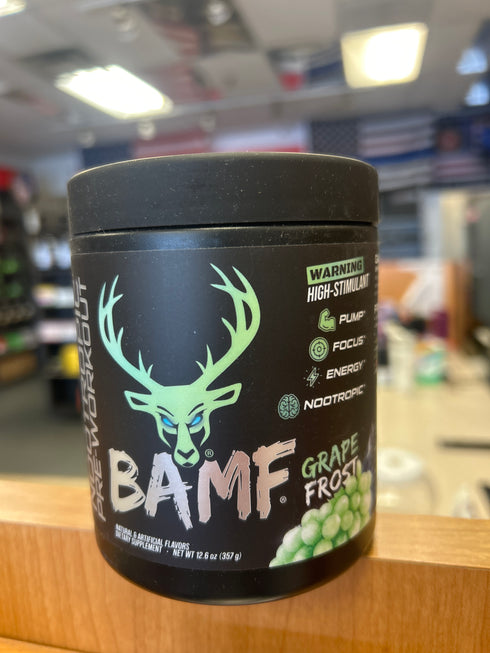 WARNING
HIGH-STIMULANT
PUMP
FOCUS
ENERGY
NOOTROPIC
PRE-WORKOUT
BAMF®
GRAPE
FROST
NATURAL & ARTIFICIAL FLAVORS
DIETARY SUPPLEMENT • NET WT 12.6 oz (357g)